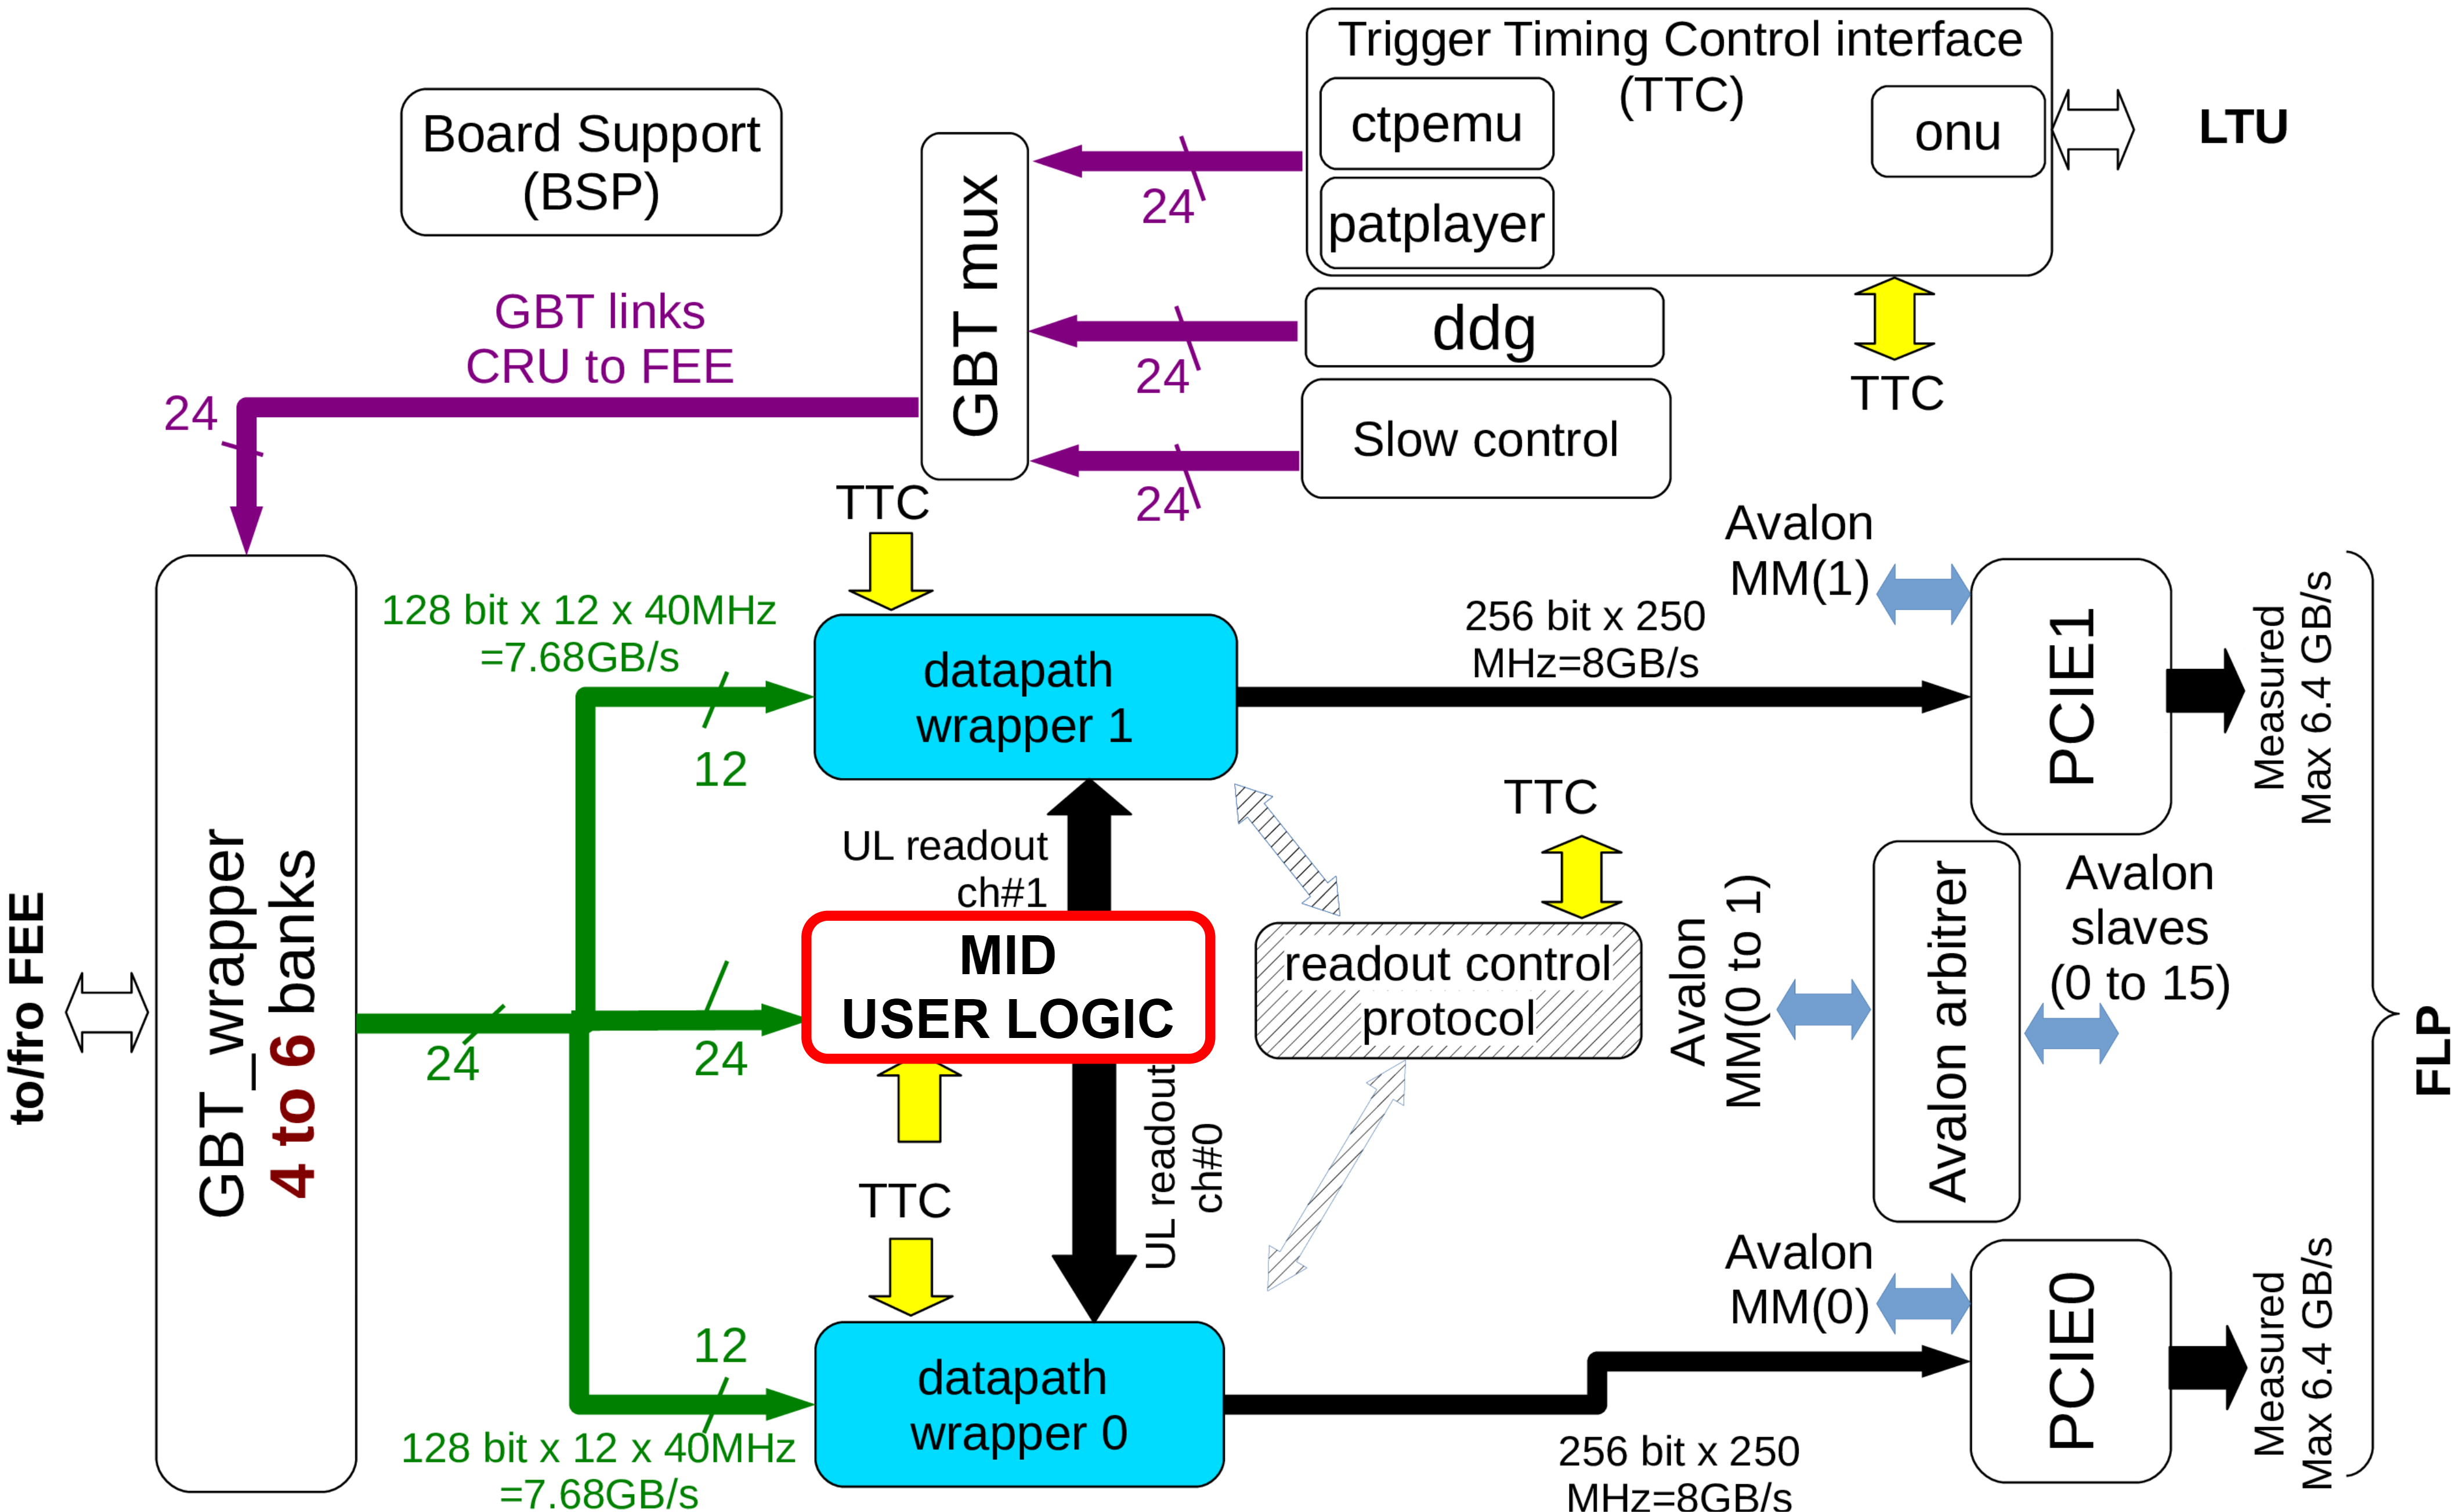 Trigger Timing Control interface
(TTC)
ctpemu
patplayer
onu
LTU
Board Support
(BSP)
GBT mux
24
ddg
24
Slow control
24
TTC
GBT links
CRU to FEE
24
TTC
Avalon
MM(1)
128 bit x 12 x 40MHz
=7.68GB/s
12
datapath
wrapper 1
256 bit x 250
MHz=8GB/s
PCIE1
Measured
Max 6.4 GB/s
to/fro FEE
GBT_wrapper
4 to 6 banks
24
24
UL readout
ch#1
MID
USER LOGIC
TTC
readout control
protocol
Avalon
MM(0 to 1)
Avalon arbitrer
Avalon
slaves
(0 to 15)
FLP
UL readout
ch#0
TTC
12
128 bit x 12 x 40MHz
=7.68GB/s
datapath
wrapper 0
256 bit x 250
MHz=8GB/s
Avalon
MM(0)
PCIE0
Measured
Max 6.4 GB/s